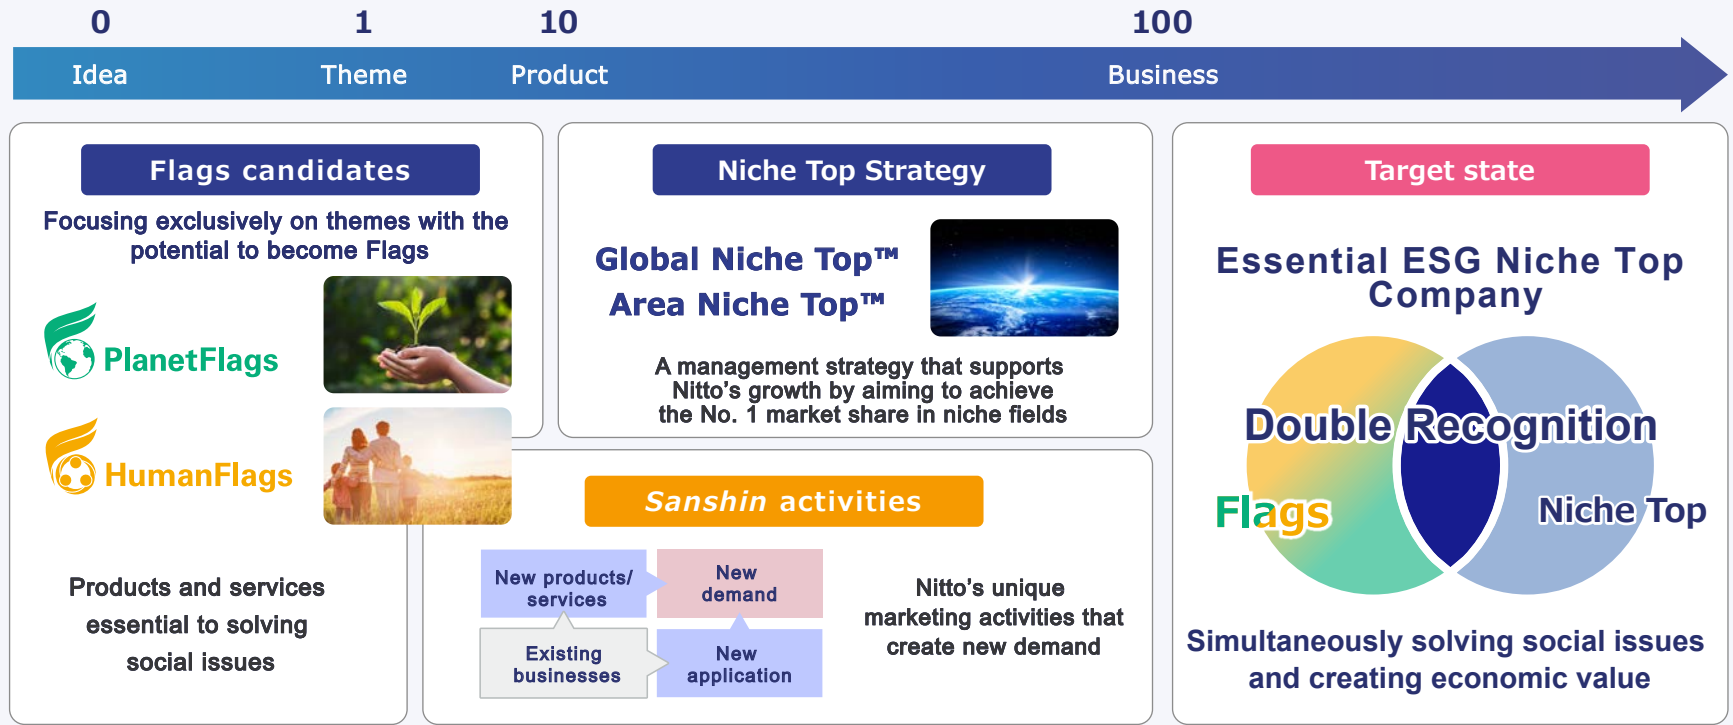 0
1
10
100
Idea
Theme
Product
Business
Flags candidates
Focusing exclusively on themes with the
potential to become Flags
PlanetFlags
HumanFlags
Products and services
essential to solving
social issues
Niche Top Strategy
Global Niche Top™
Area Niche Top™
A management strategy that supports
Nitto's growth by aiming to achieve
the No. 1 market share in niche fields
Sanshin activities
New products/
services
New
demand
Existing
businesses
New
application
Nitto's unique
marketing activities that
create new demand
Target state
Essential ESG Niche Top
Company
Double Recognition
Flags
Niche Top
Simultaneously solving social issues
and creating economic value